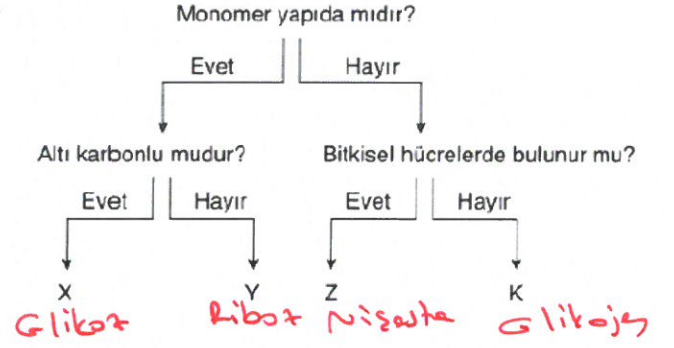 Monomer yapıda mıdır?
Evet Hayır
Altı karbonlu mudur? Bitkisel hücrelerde bulunur mu?
Evet Hayır Evet Hayır
X Y Z K
Glikoz Riboz Nişasta Glikojen